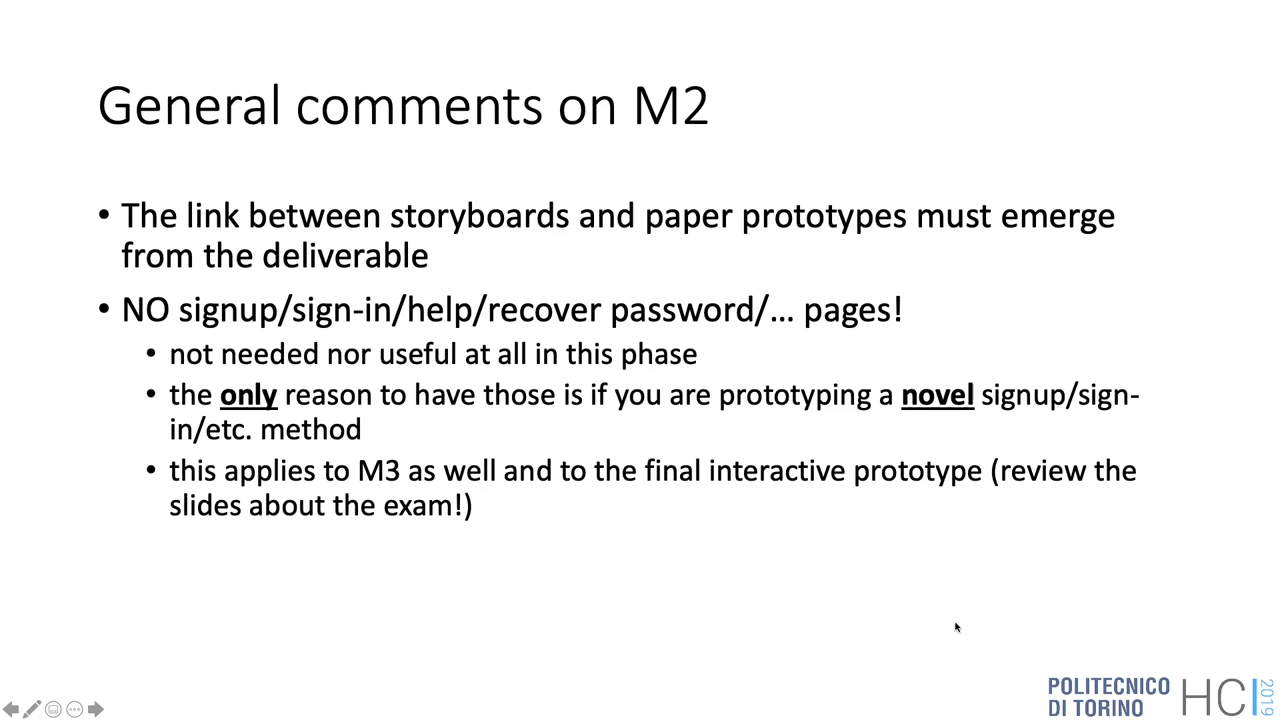 General comments on M2
• The link between storyboards and paper prototypes must emerge
from the deliverable
• NO signup/sign-in/help/recover password/... pages!
• not needed nor useful at all in this phase
• the only reason to have those is if you are prototyping a novel signup/sign-
in/etc. method
• this applies to M3 as well and to the final interactive prototype (review the
slides about the exam!)
POLITECNICO
DI TORINO
HCI
2019